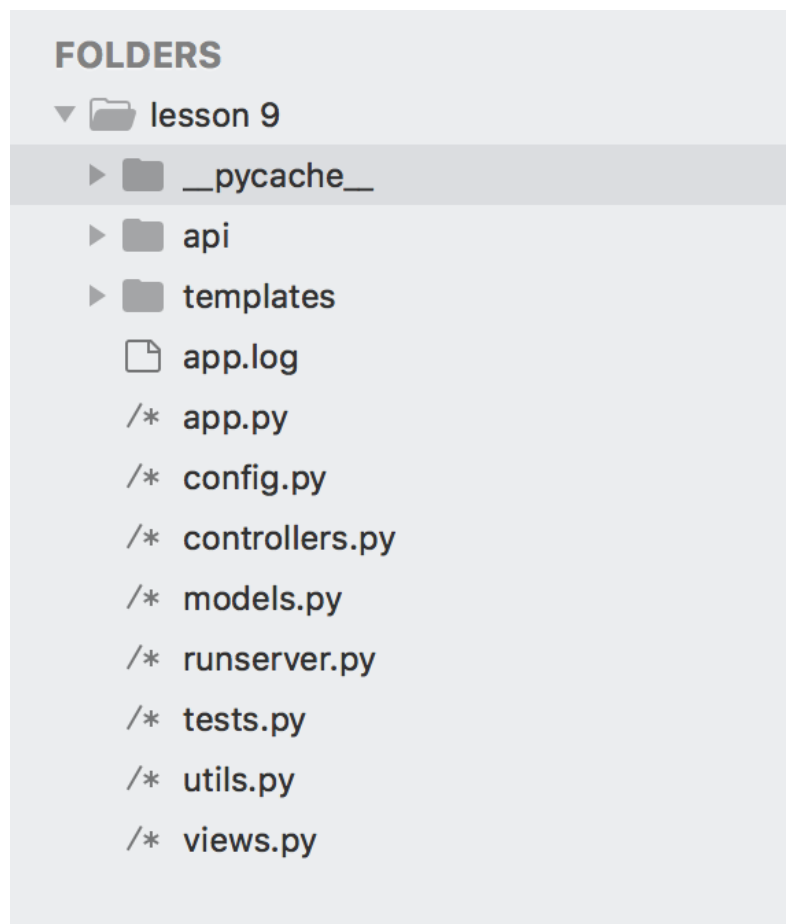 FOLDERS
lesson 9
__pycache__
api
templates
app.log
/* app.py
/* config.py
/* controllers.py
/* models.py
/* runserver.py
/* tests.py
/* utils.py
/* views.py